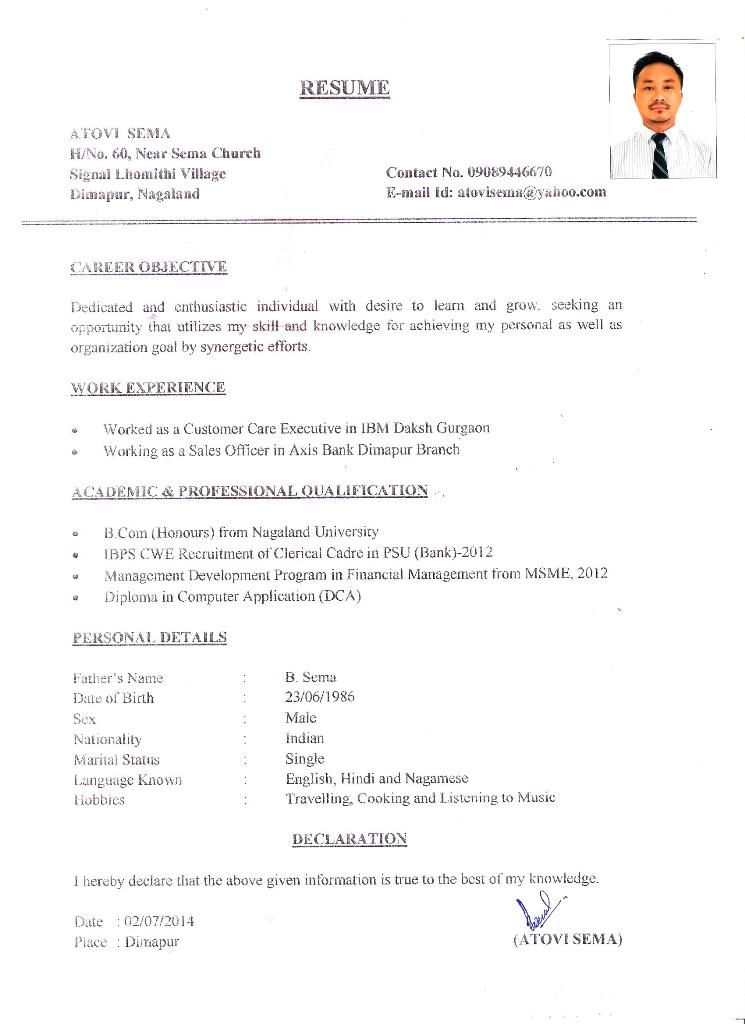 RESUME
ATOVI SEMA
H/No. 60, Near Sema Church
Signal Lhomithi Village
Dimapur, Nagaland
Contact No. 09089446670
E-mail Id: atovisema@yahoo.com
CAREER OBJECTIVE
Dedicated and enthusiastic individual with desire to learn and grow. seeking an
opportunity that utilizes my skill and knowledge for achieving my personal as well as
organization goal by synergetic efforts.
WORK EXPERIENCE
• Worked as a Customer Care Executive in IBM Daksh Gurgaon
• Working as a Sales Officer in Axis Bank Dimapur Branch
ACADEMIC & PROFESSIONAL QUALIFICATION
• B.Com (Honours) from Nagaland University
• IBPS CWE Recruitment of Clerical Cadre in PSU (Bank)-2012
• Management Development Program in Financial Management from MSME, 2012
• Diploma in Computer Application (DCA)
PERSONAL DETAILS
Father's Name : B. Sema
Date of Birth : 23/06/1986
Sex : Male
Nationality : Indian
Marital Status : Single
Language Known : English, Hindi and Nagamese
Hobbies : Travelling, Cooking and Listening to Music
DECLARATION
I hereby declare that the above given information is true to the best of my knowledge.
Date : 02/07/2014
Place : Dimapur
(ATOVI SEMA)